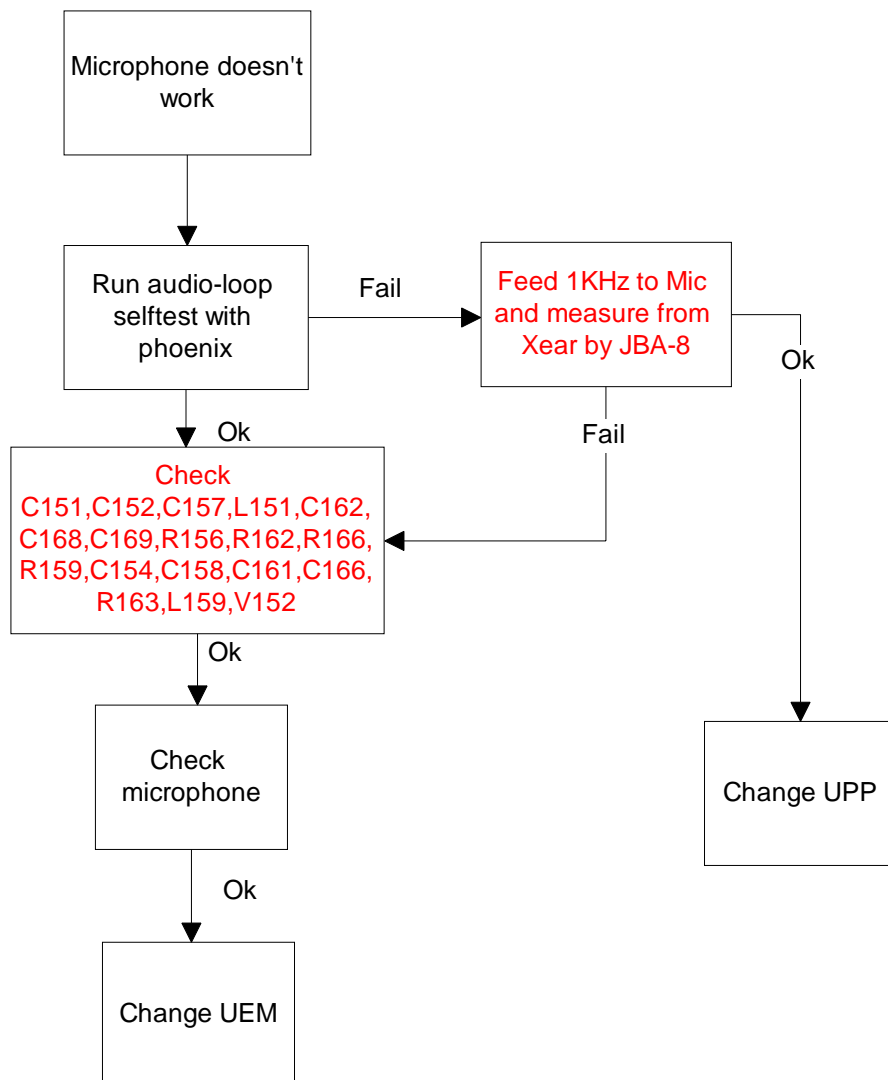 Microphone doesn't
work
Run audio-loop
selftest with
phoenix
Fail
Feed 1KHz to Mic
and measure from
Xear by JBA-8
Ok
Fail
Ok
Check
C151,C152,C157,L151,C162,
C168,C169,R156,R162,R166,
R159,C154,C158,C161,C166,
R163,L159,V152
Ok
Check
microphone
Change UPP
Ok
Change UEM